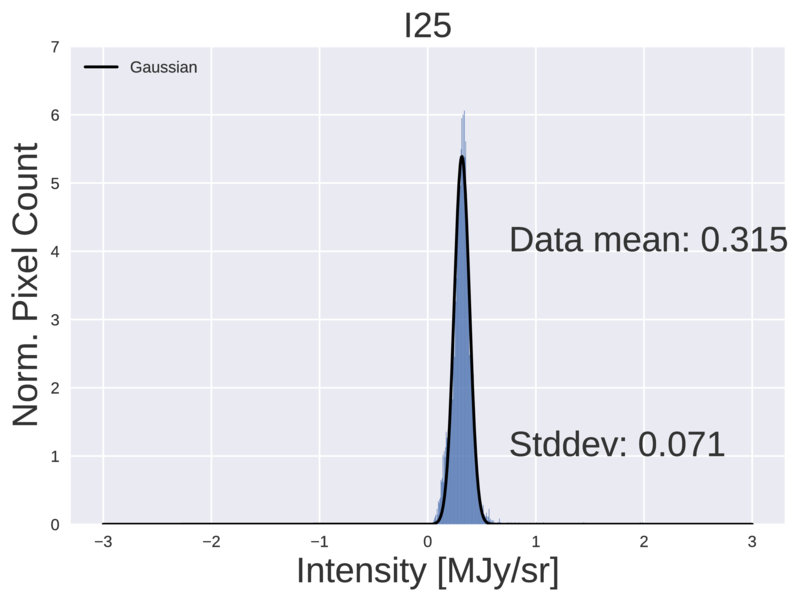 I25
Gaussian
7
6
5
4
3
2
1
0
Norm. Pixel Count
Data mean: 0.315
Stddev: 0.071
−3 −2 −1 0 1 2 3
Intensity [MJy/sr]